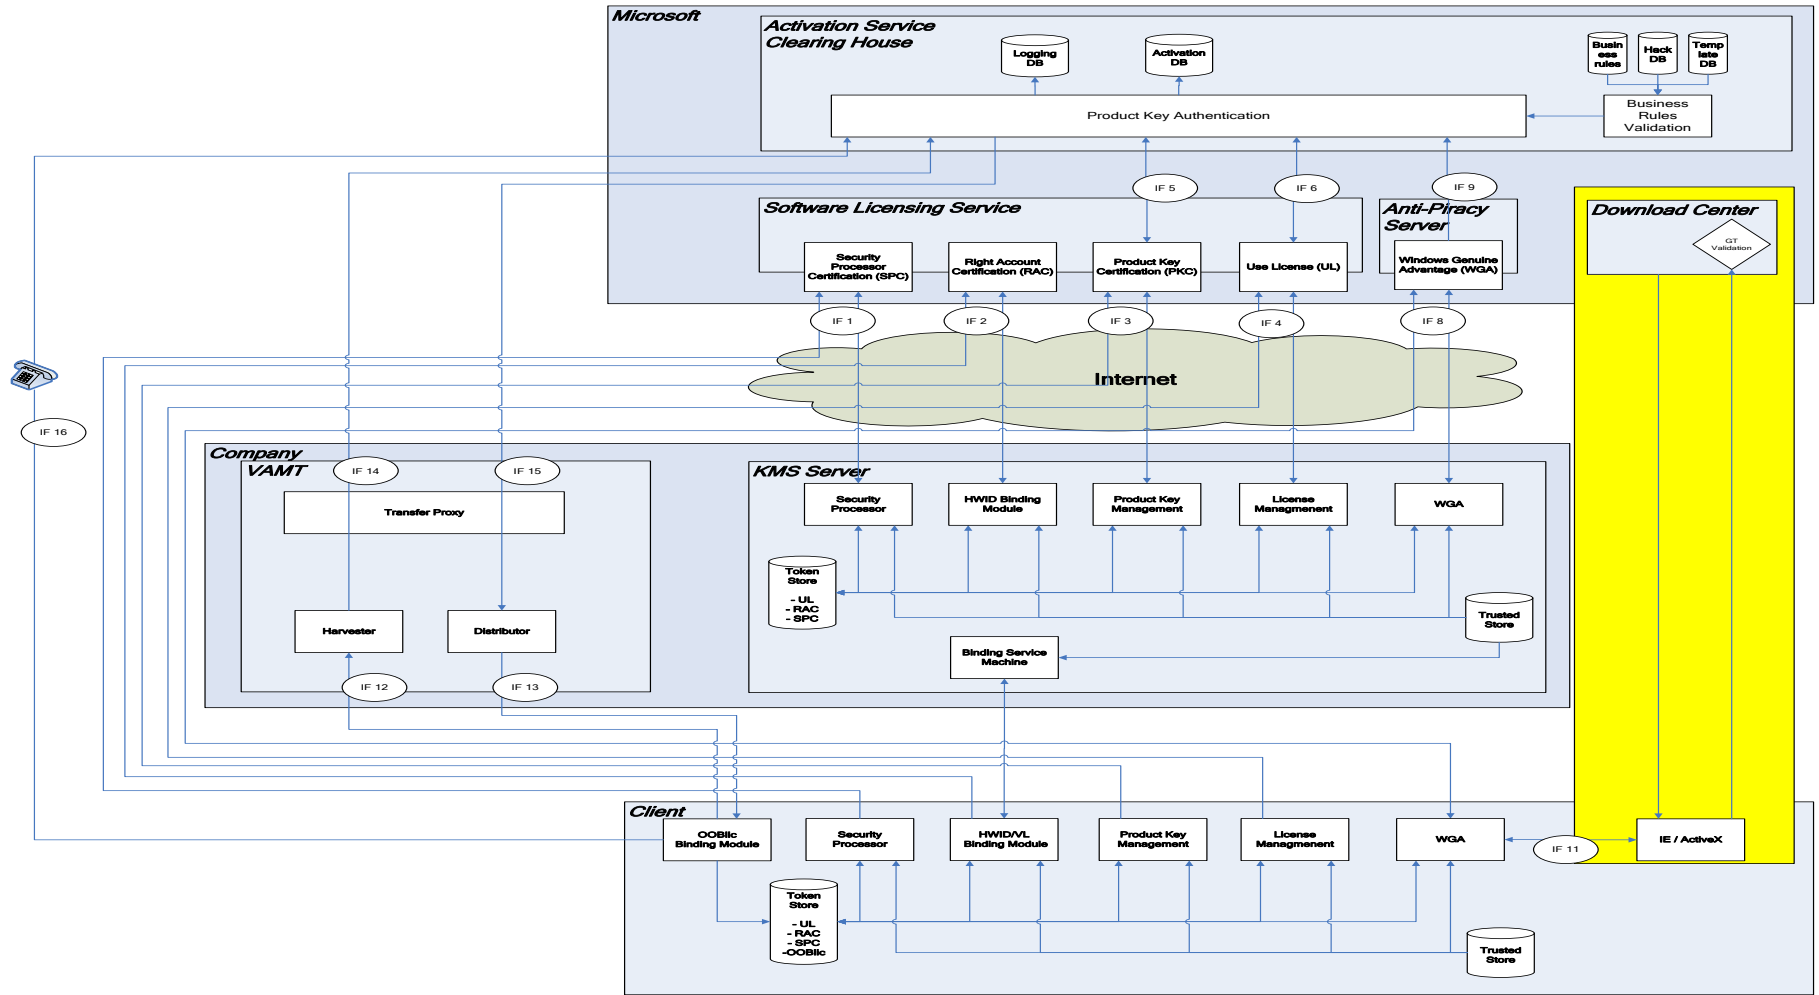 Microsoft
Activation Service
Clearing House
Logging
DB
Activation
DB
Busin
ess
rules
Hack
DB
Temp
late
DB
Product Key Authentication
Business
Rules
Validation
IF 5
IF 6
IF 9
Software Licensing Service
Anti-Piracy
Server
Download Center
GT
Validation
Security
Processor
Certification (SPC)
Right Account
Certification (RAC)
Product Key
Certification (PKC)
Use License (UL)
Windows Genuine
Advantage (WGA)
IF 1
IF 2
IF 3
IF 4
IF 8
Internet
IF 16
Company
VAMT
IF 14
IF 15
Transfer Proxy
Harvester
Distributor
IF 12
IF 13
KMS Server
Security
Processor
HWID Binding
Module
Product Key
Management
License
Managmenent
WGA
Token
Store
- UL
- RAC
- SPC
Trusted
Store
Binding Service
Machine
Client
OOBlic
Binding Module
Security
Processor
HWID/VL
Binding Module
Product Key
Management
License
Managmenent
WGA
IF 11
IE / ActiveX
Token
Store
- UL
- RAC
- SPC
-OOBlic
Trusted
Store